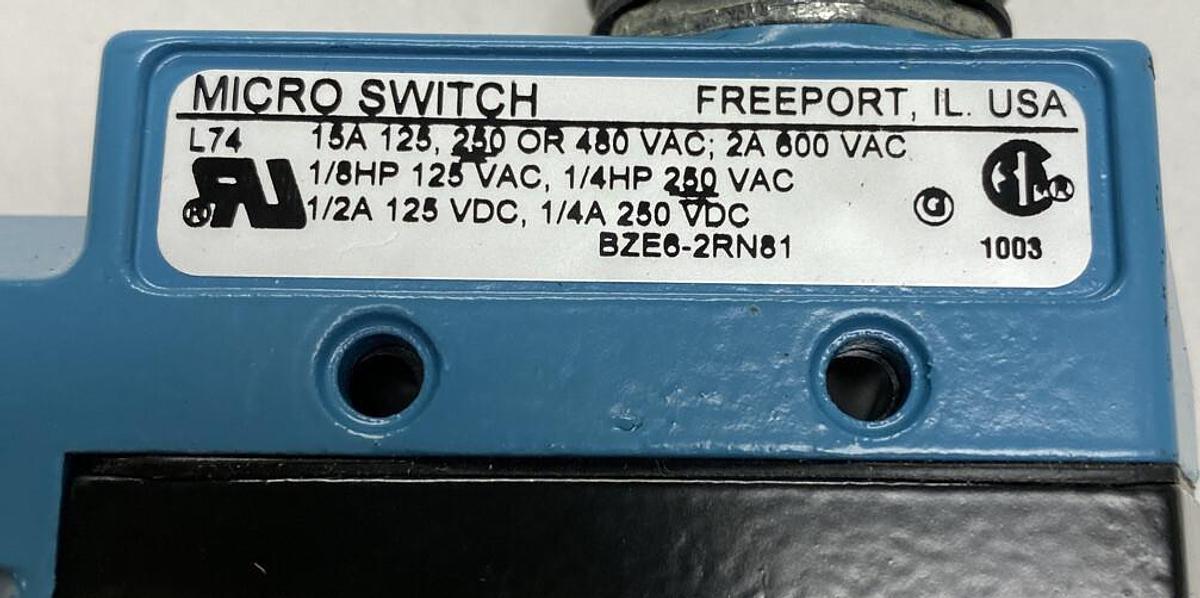 MICRO SWITCH FREEPORT, IL. USA
L74 15A 125, 250 OR 480 VAC; 2A 600 VAC
1/8HP 125 VAC, 1/4HP 250 VAC
1/2A 125 VDC, 1/4A 250 VDC
BZE6-2RN81 1003